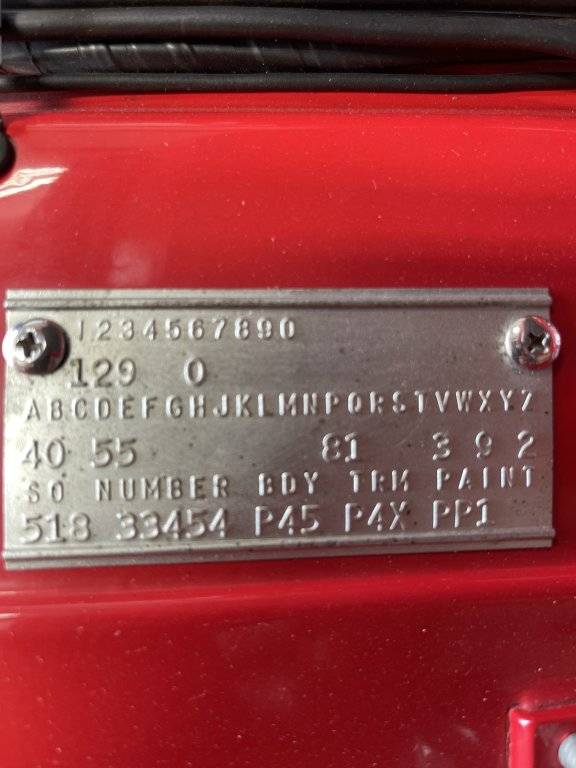 1234567890
129 0
ABCDEFGHJKLMNPQRSTVWXYZ
40 55 81 3 9 2
SO NUMBER BDY TRM PAINT
518 33454 P45 P4X PP1